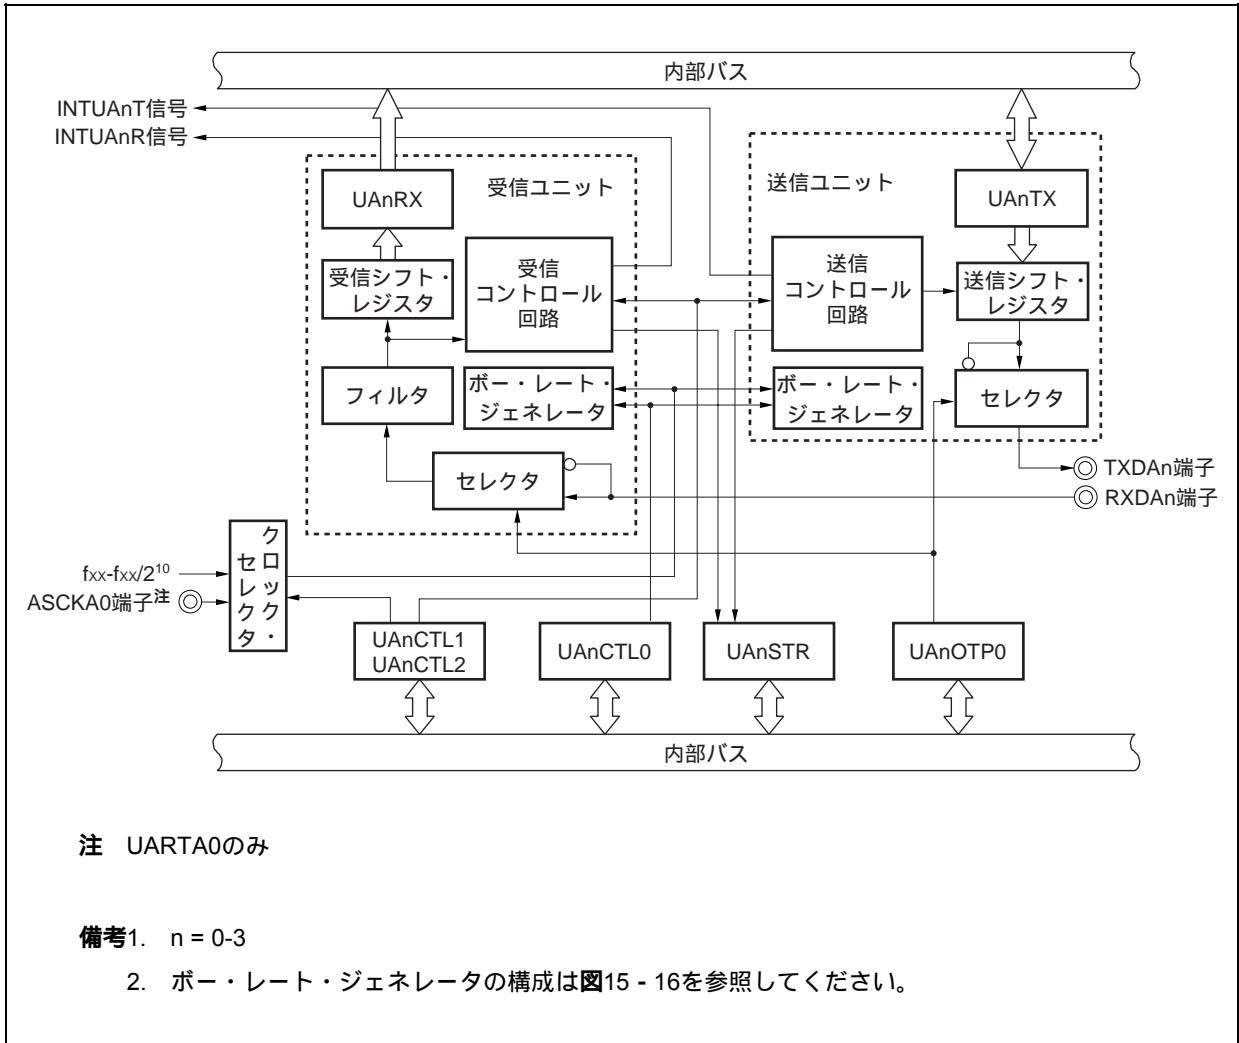 内部バス
INTUAnT信号
INTUAnR信号
受信ユニット
送信ユニット
UAnRX
UAnTX
受信シフト・
レジスタ
受信
コントロール
回路
送信
コントロール
回路
送信シフト・
レジスタ
フィルタ
ボー・レート・
ジェネレータ
ボー・レート・
ジェネレータ
セレクタ
セレクタ
TXDAn端子
RXDAn端子
クロック・
セレクタ
fxx-fxx/2¹⁰
ASCKA0端子注
UAnCTL1
UAnCTL2
UAnCTL0
UAnSTR
UAnOTP0
内部バス
注 UARTA0のみ
備考1. n = 0-3
2. ボー・レート・ジェネレータの構成は図15 - 16を参照してください。